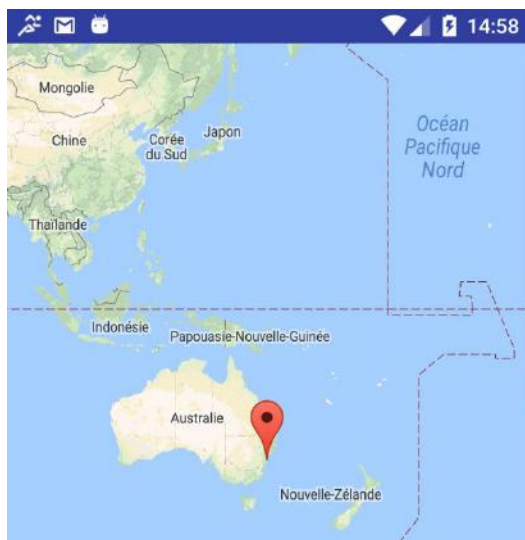 14:58
Mongolie
Chine
Corée
du Sud
Japon
Océan
Pacifique
Nord
Thaïlande
Indonésie
Papouasie-Nouvelle-Guinée
Australie
Nouvelle-Zélande